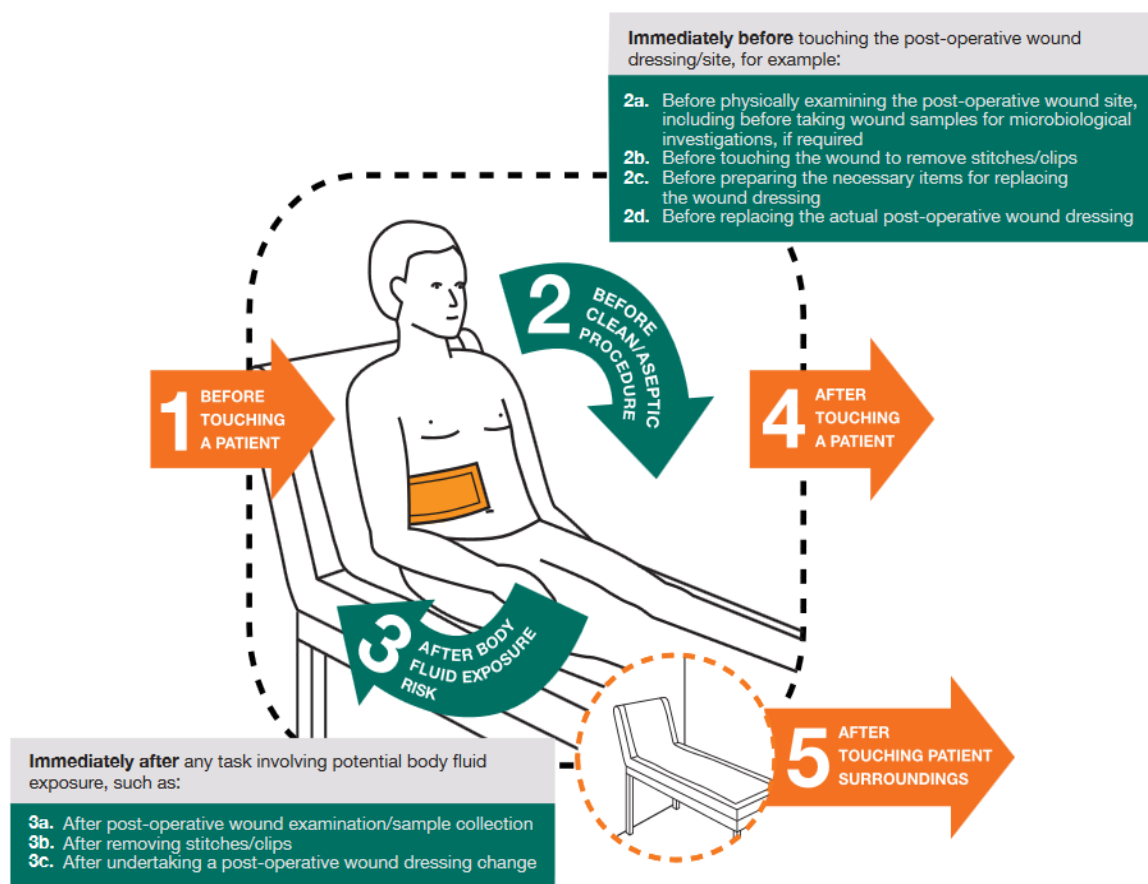 Immediately before touching the post-operative wound
dressing/site, for example:
2a. Before physically examining the post-operative wound site,
including before taking wound samples for microbiological
investigations, if required
2b. Before touching the wound to remove stitches/clips
2c. Before preparing the necessary items for replacing
the wound dressing
2d. Before replacing the actual post-operative wound dressing
1
BEFORE
TOUCHING
A PATIENT
2
BEFORE
CLEAN/ASEPTIC
PROCEDURE
3
AFTER BODY
FLUID EXPOSURE
RISK
4
AFTER
TOUCHING
A PATIENT
5
AFTER
TOUCHING PATIENT
SURROUNDINGS
Immediately after any task involving potential body fluid
exposure, such as:
3a. After post-operative wound examination/sample collection
3b. After removing stitches/clips
3c. After undertaking a post-operative wound dressing change